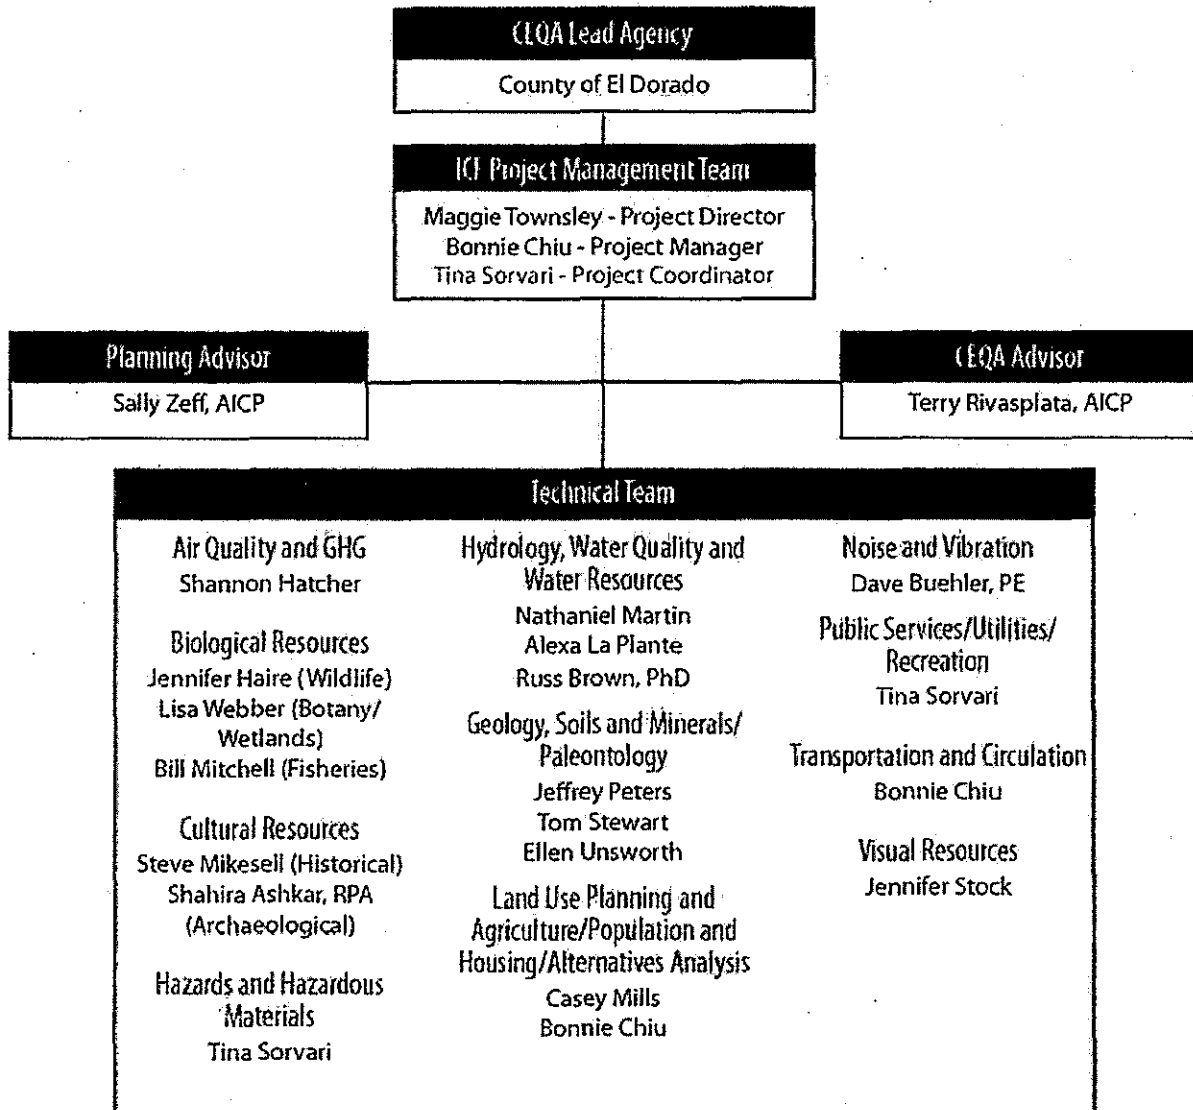 CEQA Lead Agency
County of El Dorado
ICF Project Management Team
Maggie Townsley - Project Director
Bonnie Chiu - Project Manager
Tina Sorvari - Project Coordinator
Planning Advisor
Sally Zeff, AICP
CEQA Advisor
Terry Rivasplata, AICP
Technical Team
Air Quality and GHG
Shannon Hatcher
Biological Resources
Jennifer Haire (Wildlife)
Lisa Webber (Botany/
Wetlands)
Bill Mitchell (Fisheries)
Cultural Resources
Steve Mikesell (Historical)
Shahira Ashkar, RPA
(Archaeological)
Hazards and Hazardous
Materials
Tina Sorvari
Hydrology, Water Quality and
Water Resources
Nathaniel Martin
Alexa La Plante
Russ Brown, PhD
Geology, Soils and Minerals/
Paleontology
Jeffrey Peters
Tom Stewart
Ellen Unsworth
Land Use Planning and
Agriculture/Population and
Housing/Alternatives Analysis
Casey Mills
Bonnie Chiu
Noise and Vibration
Dave Buehler, PE
Public Services/Utilities/
Recreation
Tina Sorvari
Transportation and Circulation
Bonnie Chiu
Visual Resources
Jennifer Stock